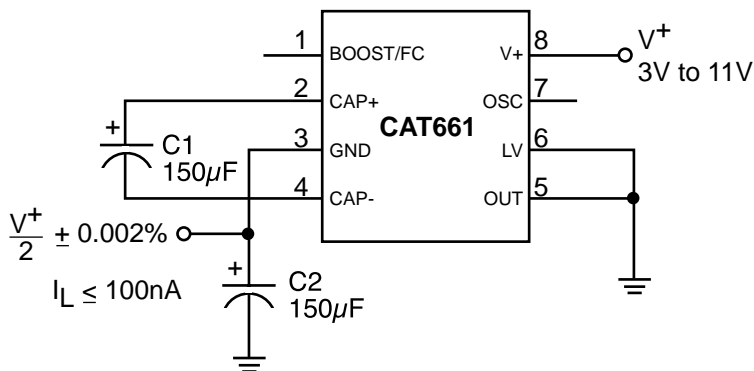 1 BOOST/FC V+ 8 V+
3V to 11V
2 CAP+ OSC 7
CAT661
+ C1
150µF
3 GND LV 6
4 CAP- OUT 5
V+
2 ± 0.002%
IL ≤ 100nA
+ C2
150µF